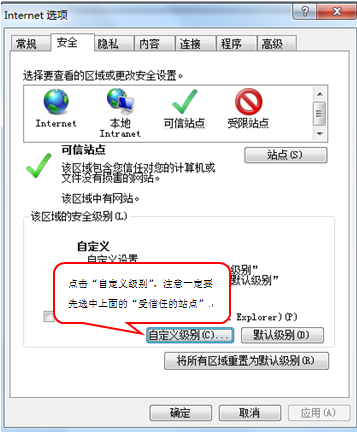 Internet 选项
常规 安全 隐私 内容 连接 程序 高级
选择要查看的区域或更改安全设置。
Internet 本地 Intranet 可信站点 受限站点
可信站点
站点(S)
该区域包含您信任对您的计算机或
文件没有损害的网站。
该区域中有网站。
该区域的安全级别(L)
自定义
自定义设置
级别”
默认级别”
点击“自定义级别”，注意一定要
先选中上面的“受信任的站点”.
Explorer)(P)
自定义级别(C)... 默认级别(D)
将所有区域重置为默认级别(R)
确定 取消 应用(A)